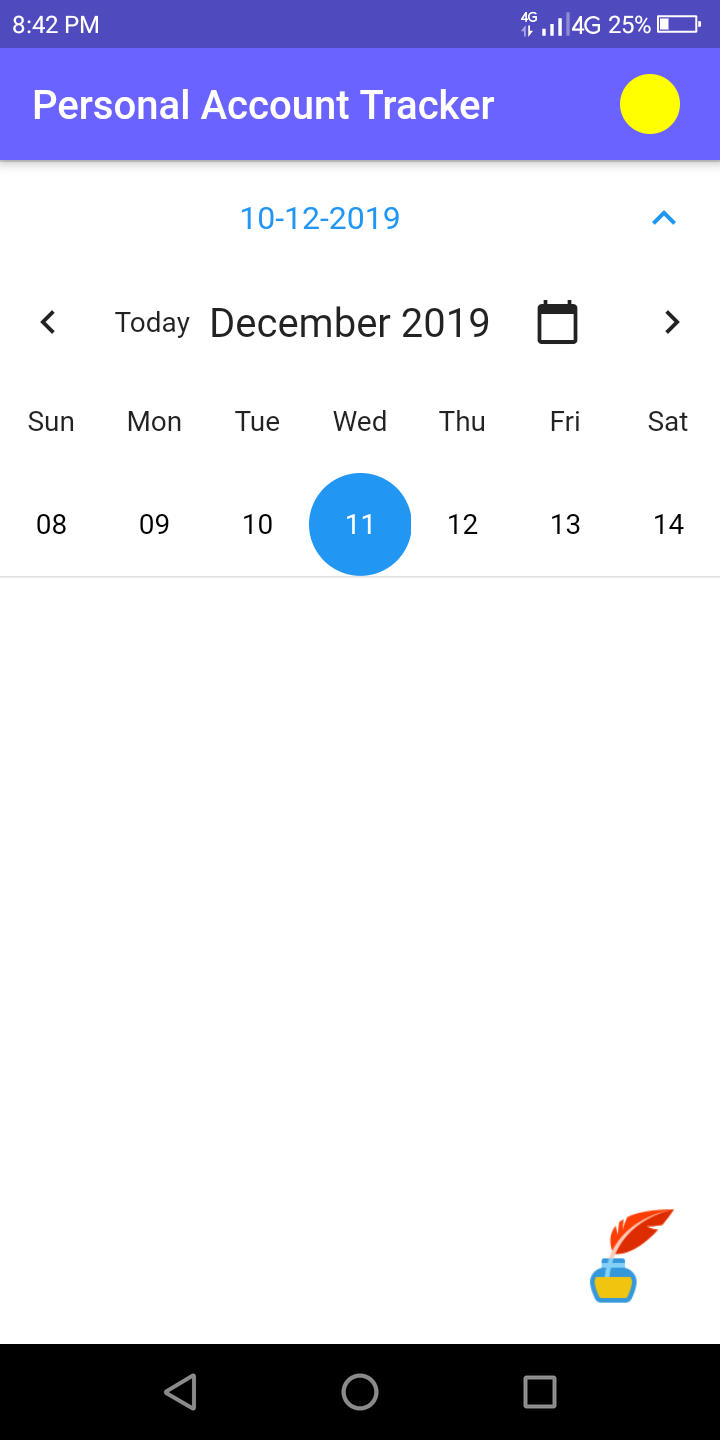 8:42 PM 4G 4G 25%
Personal Account Tracker
10-12-2019
Today December 2019
Sun Mon Tue Wed Thu Fri Sat
08 09 10 11 12 13 14